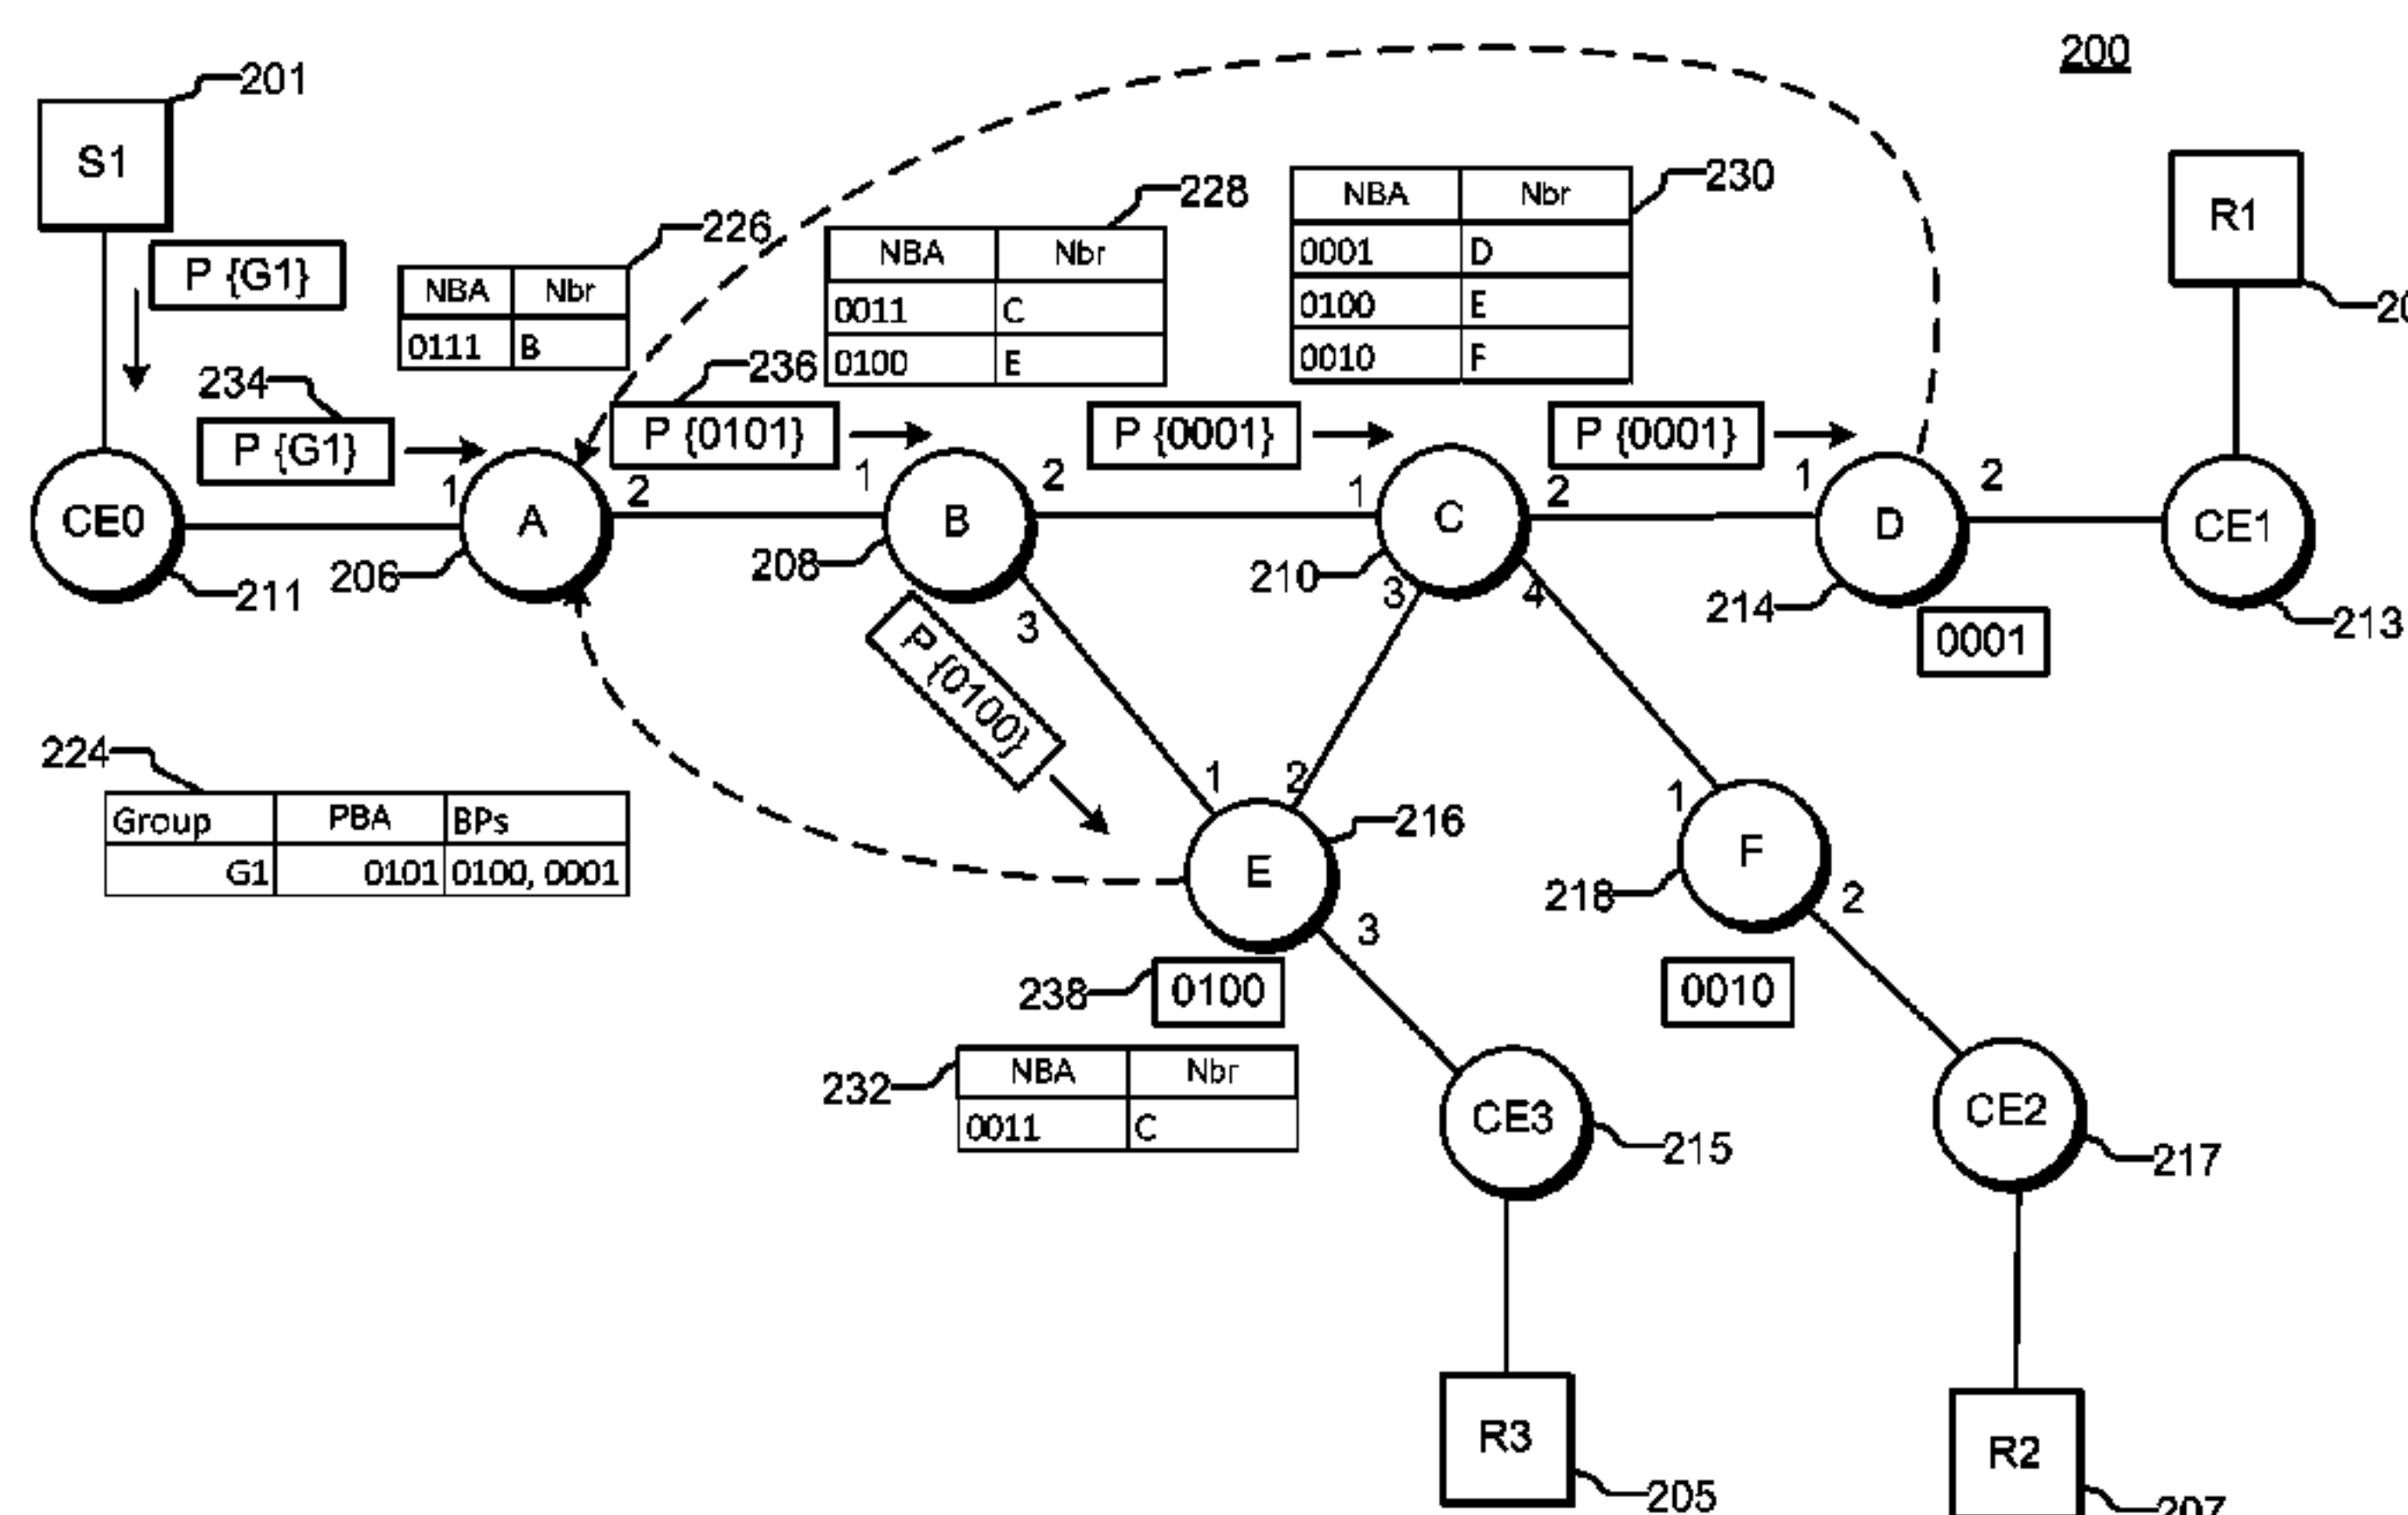 200
201
S1
P {G1}
226
NBA Nbr
0111 B
228
NBA Nbr
0011 C
0100 E
230
NBA Nbr
0001 D
0100 E
0010 F
R1
234
P {G1}
236
P {0101}
P {0001}
P {0001}
CE0
211
1 A 2
206
1 B 2
208
3
1 C 2
210
3 4
1 D 2
214
0001
CE1
213
P {0100}
224
Group PBA BPs
G1 0101 0100, 0001
1 2
E
216
3
238
0100
232
NBA Nbr
0011 C
1
F
218
2
0010
CE3
215
CE2
217
R3
205
R2
207